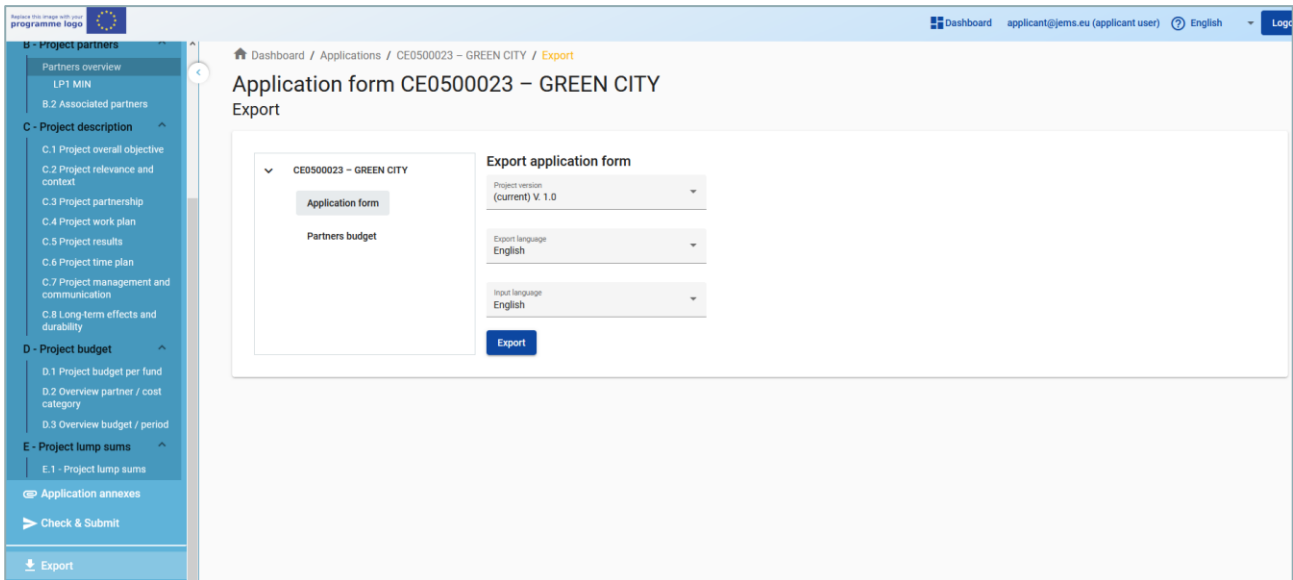 Replace this image with your
programme logo
Dashboard
applicant@jems.eu (applicant user)
English
B - Project partners
Partners overview
LP1 MIN
B.2 Associated partners
C - Project description
C.1 Project overall objective
C.2 Project relevance and
context
C.3 Project partnership
C.4 Project work plan
C.5 Project results
C.6 Project time plan
C.7 Project management and
communication
C.8 Long-term effects and
durability
D - Project budget
D.1 Project budget per fund
D.2 Overview partner / cost
category
D.3 Overview budget / period
E - Project lump sums
E.1 - Project lump sums
Application annexes
Check & Submit
Export
Dashboard / Applications / CE0500023 – GREEN CITY / Export
Application form CE0500023 – GREEN CITY
Export
CE0500023 – GREEN CITY
Application form
Partners budget
Export application form
Project version
(current) V. 1.0
Export language
English
Input language
English
Export